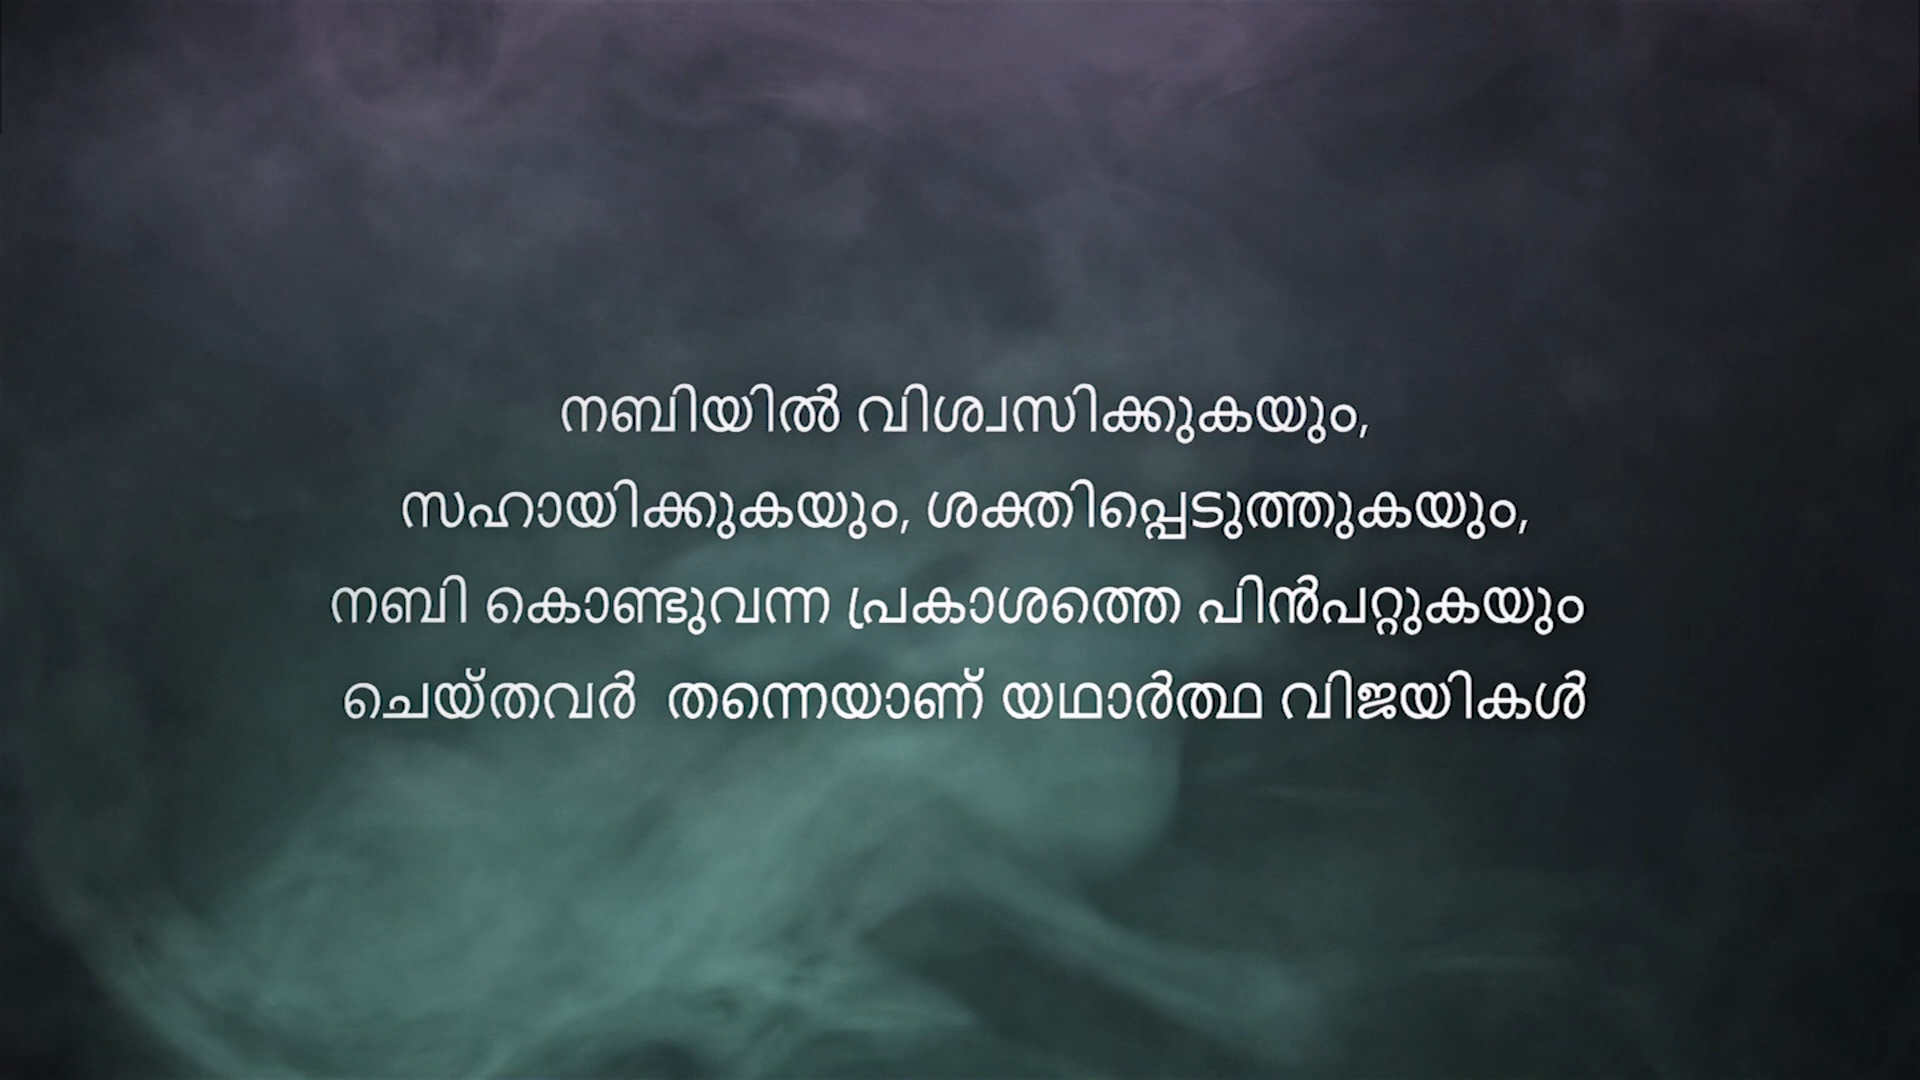 നബിയിൽ വിശ്വസിക്കുകയും,
സഹായിക്കുകയും, ശക്തിപ്പെടുത്തുകയും,
നബി കൊണ്ടുവന്ന പ്രകാശത്തെ പിൻപറ്റുകയും
ചെയ്തവർ തന്നെയാണ് യഥാർത്ഥ വിജയികൾ